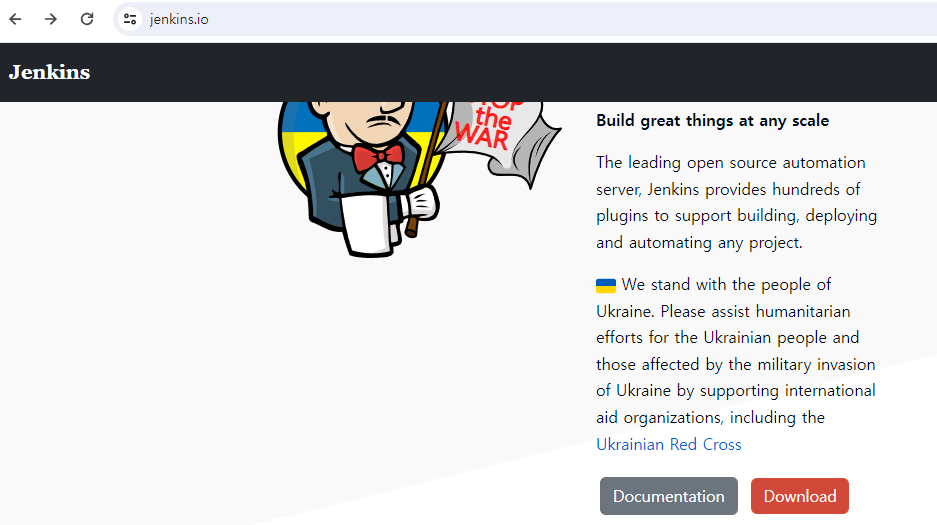 jenkins.io
Jenkins
STOP
the
WAR
Build great things at any scale
The leading open source automation
server, Jenkins provides hundreds of
plugins to support building, deploying
and automating any project.
We stand with the people of
Ukraine. Please assist humanitarian
efforts for the Ukrainian people and
those affected by the military invasion
of Ukraine by supporting international
aid organizations, including the
Ukrainian Red Cross
Documentation Download